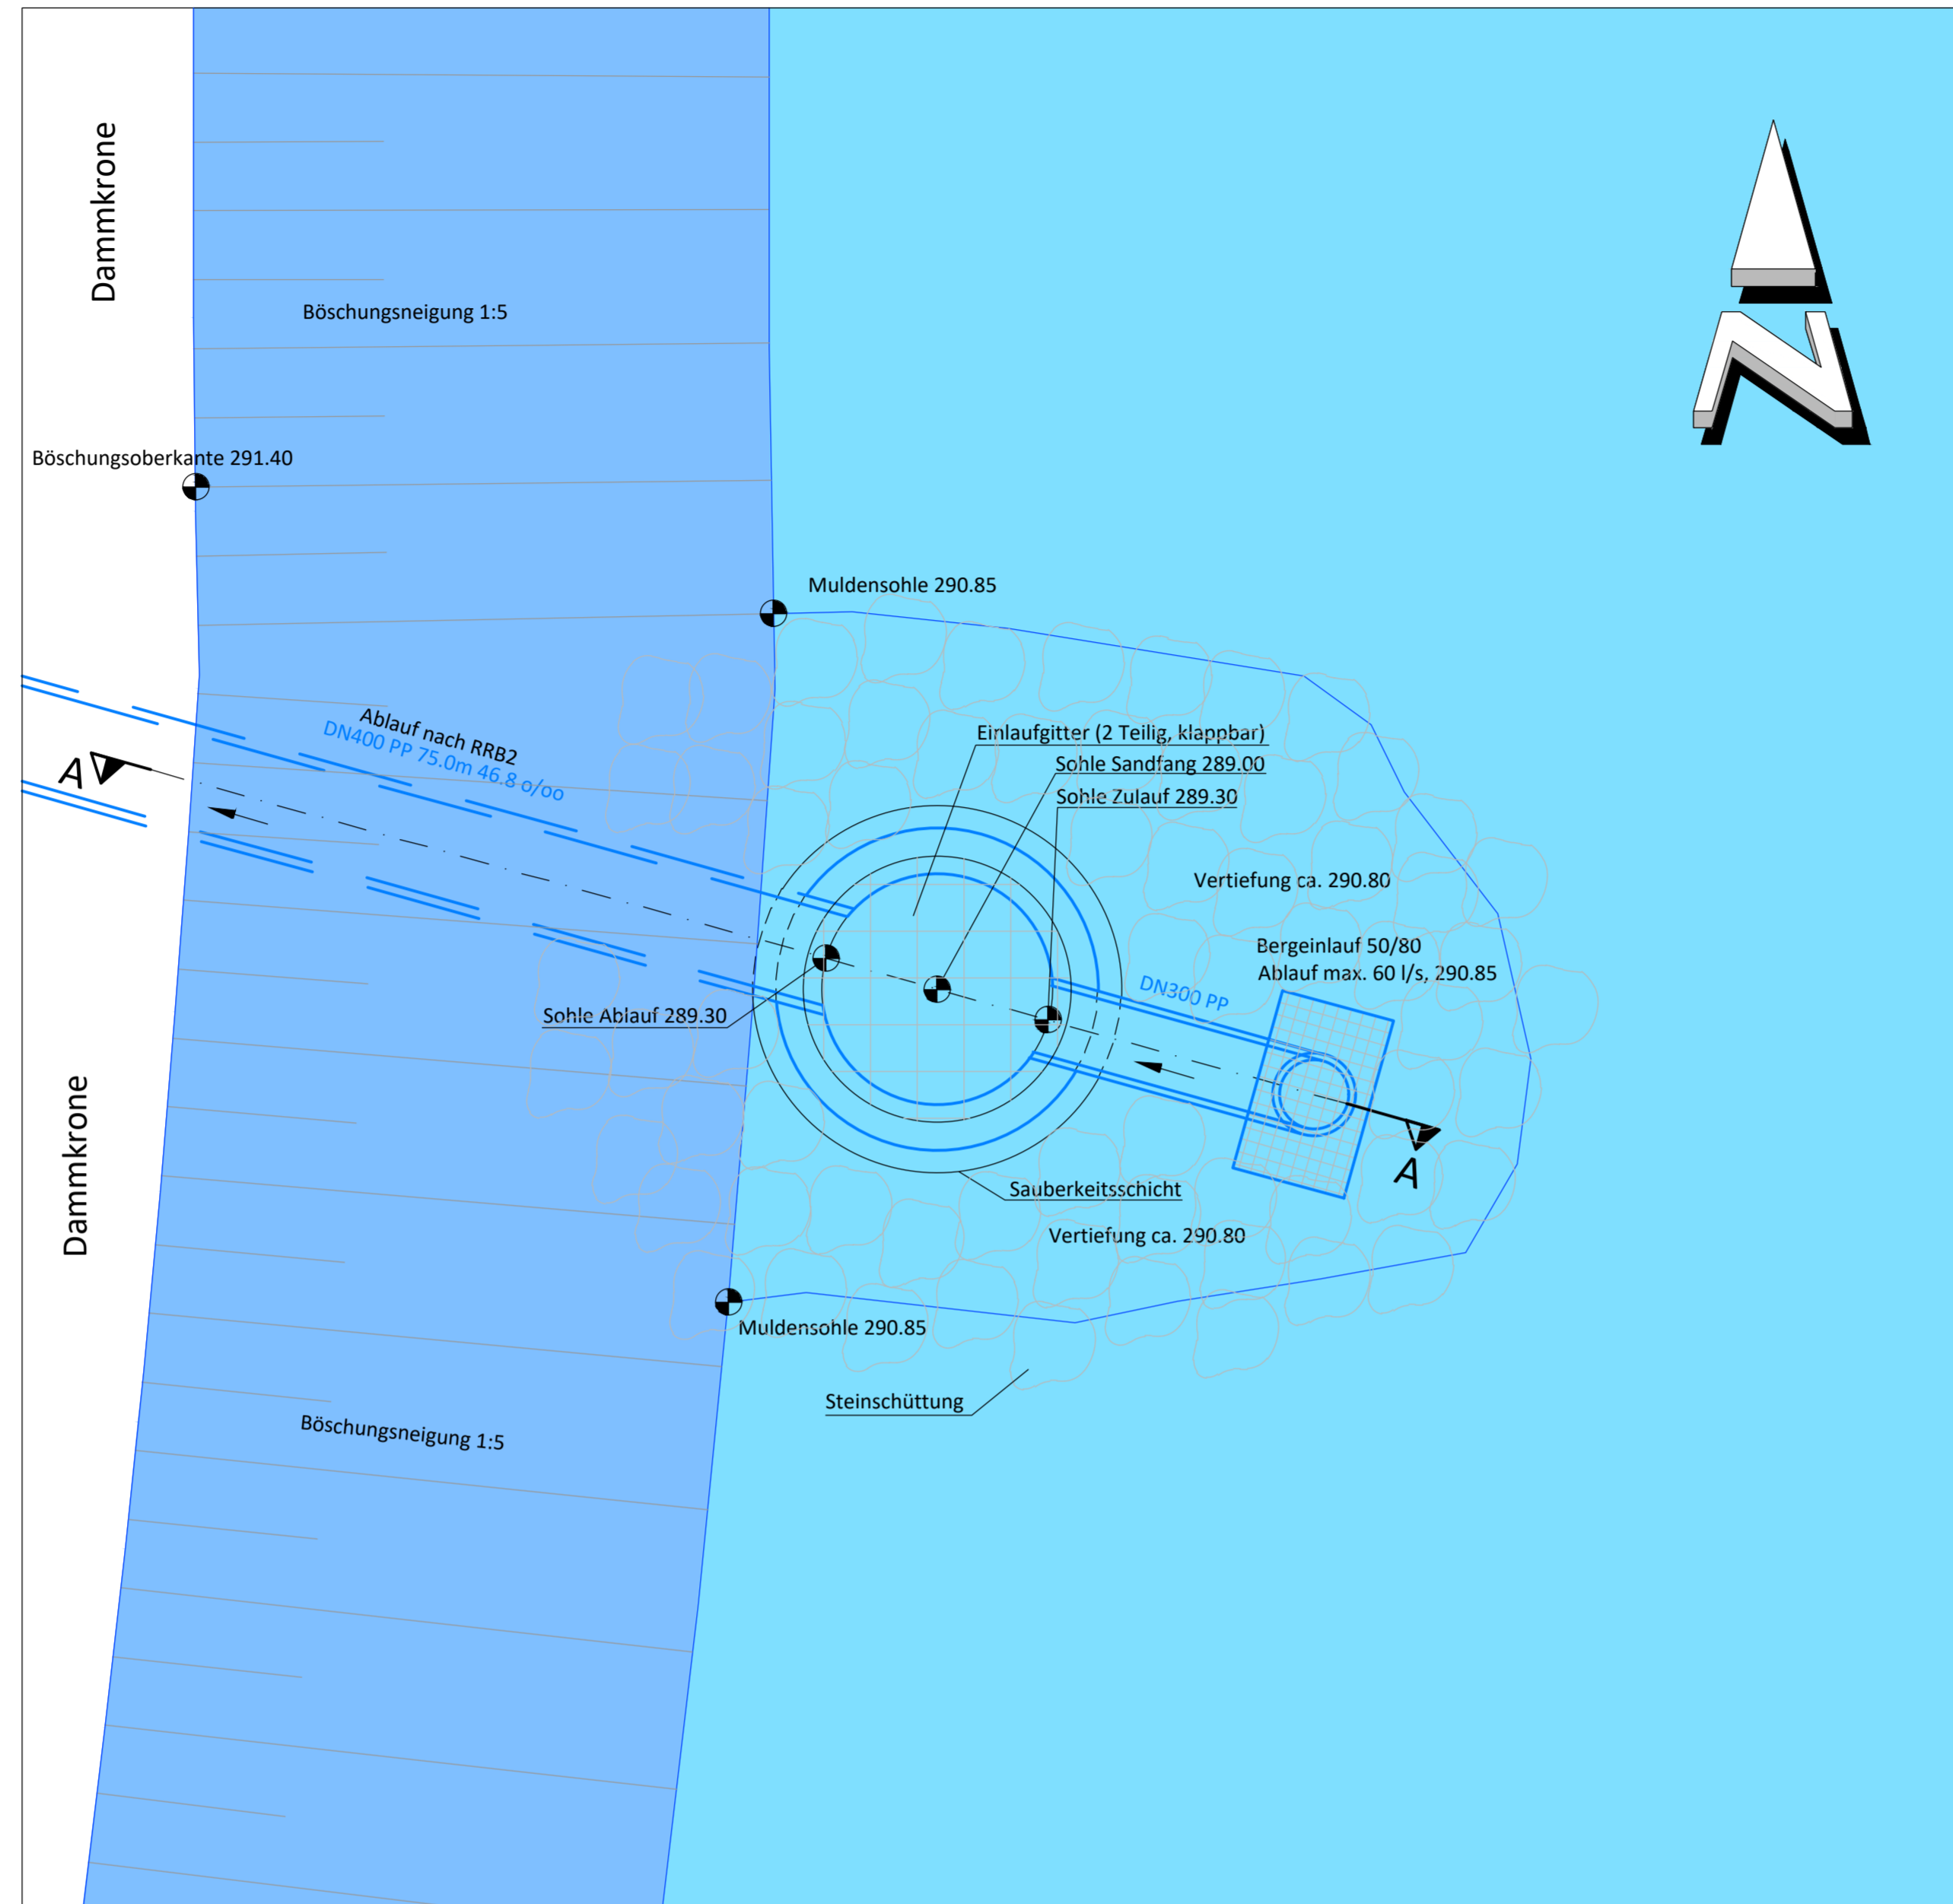 Dammkrone
Böschungsneigung 1:5
N
Böschungsoberkante 291.40
Muldensohle 290.85
Ablauf nach RRB2
DN400 PP 75.0m 46.8 o/oo
A
Einlaufgitter (2 Teilig, klappbar)
Sohle Sandfang 289.00
Sohle Zulauf 289.30
Vertiefung ca. 290.80
Bergeinlauf 50/80
Ablauf max. 60 l/s, 290.85
DN300 PP
Sohle Ablauf 289.30
A
Sauberkeitsschicht
Vertiefung ca. 290.80
Dammkrone
Muldensohle 290.85
Steinschüttung
Böschungsneigung 1:5